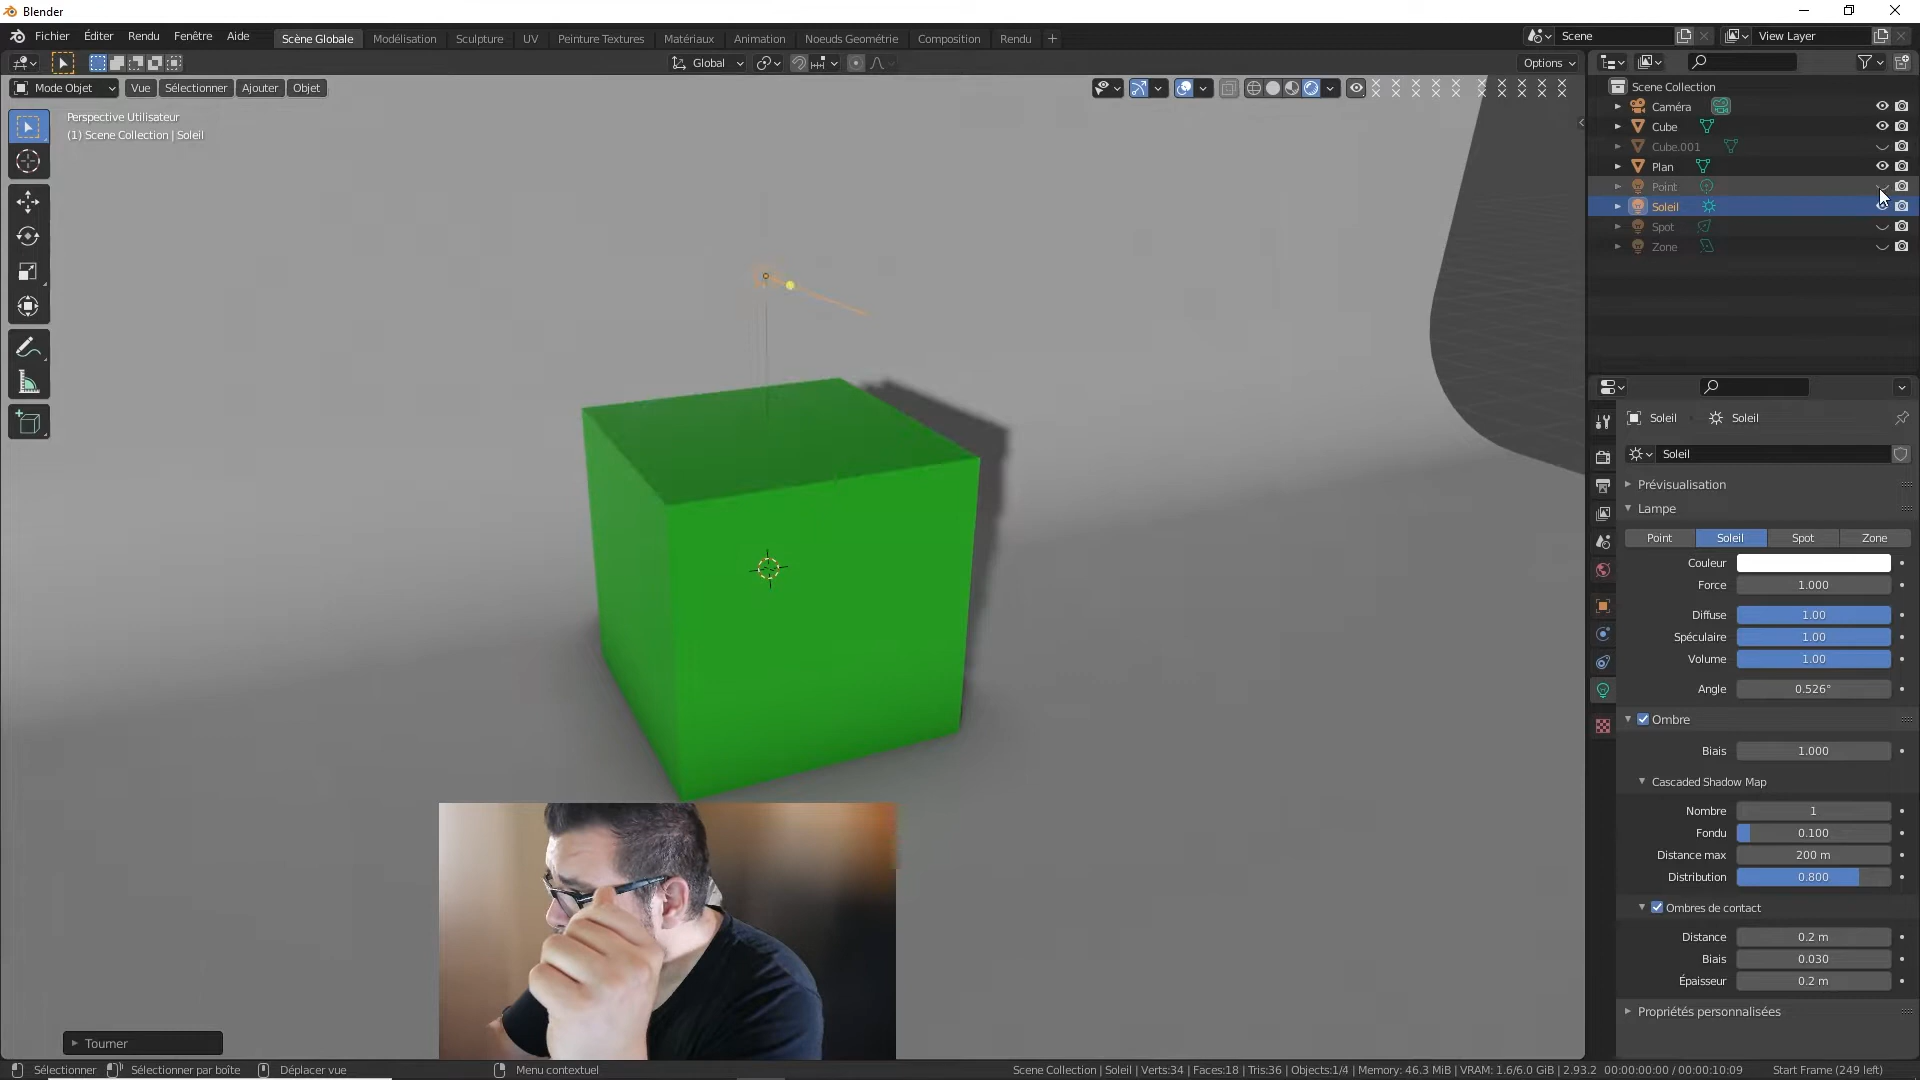 Blender
Fichier Éditer Rendu Fenêtre Aide Scène Globale Modélisation Sculpture UV Peinture Textures Matériaux Animation Noeuds Géométrie Composition Rendu + Scene View Layer
Global Options
Mode Objet Vue Sélectionner Ajouter Objet
Perspective Utilisateur
(1) Scene Collection | Soleil
Scene Collection
Caméra
Cube
Cube.001
Plan
Point
Soleil
Spot
Zone
Soleil Soleil
Soleil
Prévisualisation
Lampe
Point Soleil Spot Zone
Couleur
Force 1.000
Diffuse 1.00
Spéculaire 1.00
Volume 1.00
Angle 0.526°
Ombre
Biais 1.000
Cascaded Shadow Map
Nombre 1
Fondu 0.100
Distance max 200 m
Distribution 0.800
Ombres de contact
Distance 0.2 m
Biais 0.030
Épaisseur 0.2 m
Propriétés personnalisées
Tourner
Sélectionner Sélectionner par boîte Déplacer vue Menu contextuel Scene Collection | Soleil | Verts:34 | Faces:18 | Tris:36 | Objects:1/4 | Memory: 46.3 MiB | VRAM: 1.6/6.0 GiB | 2.93.2 00:00:00:00 / 00:00:10:09 Start Frame (249 left)